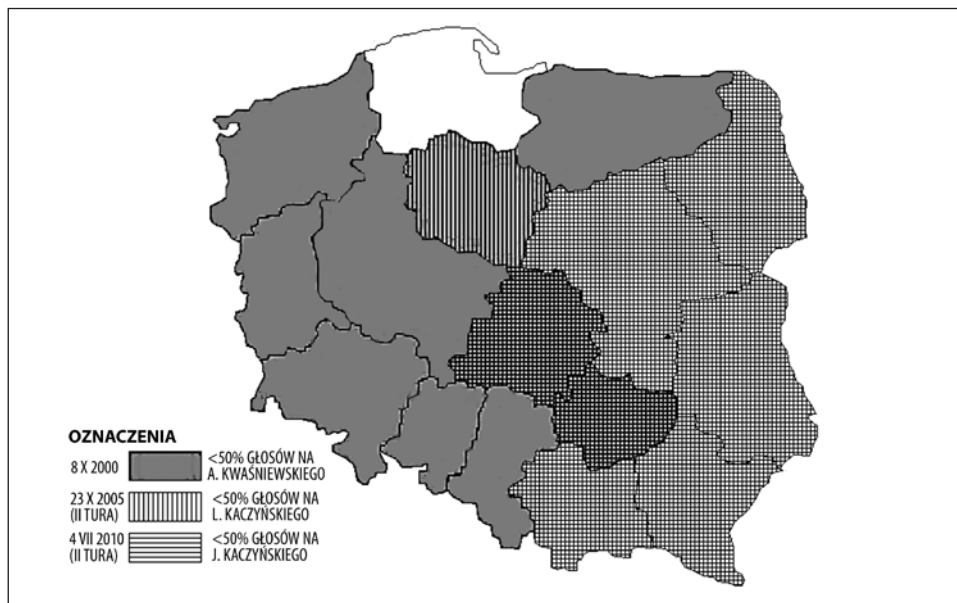 OZNACZENIA
8 X 2000
<50% GŁOSÓW NA
A. KWAŚNIEWSKIEGO
23 X 2005
(II TURA)
<50% GŁOSÓW NA
L. KACZYŃSKIEGO
4 VII 2010
(II TURA)
<50% GŁOSÓW NA
J. KACZYŃSKIEGO